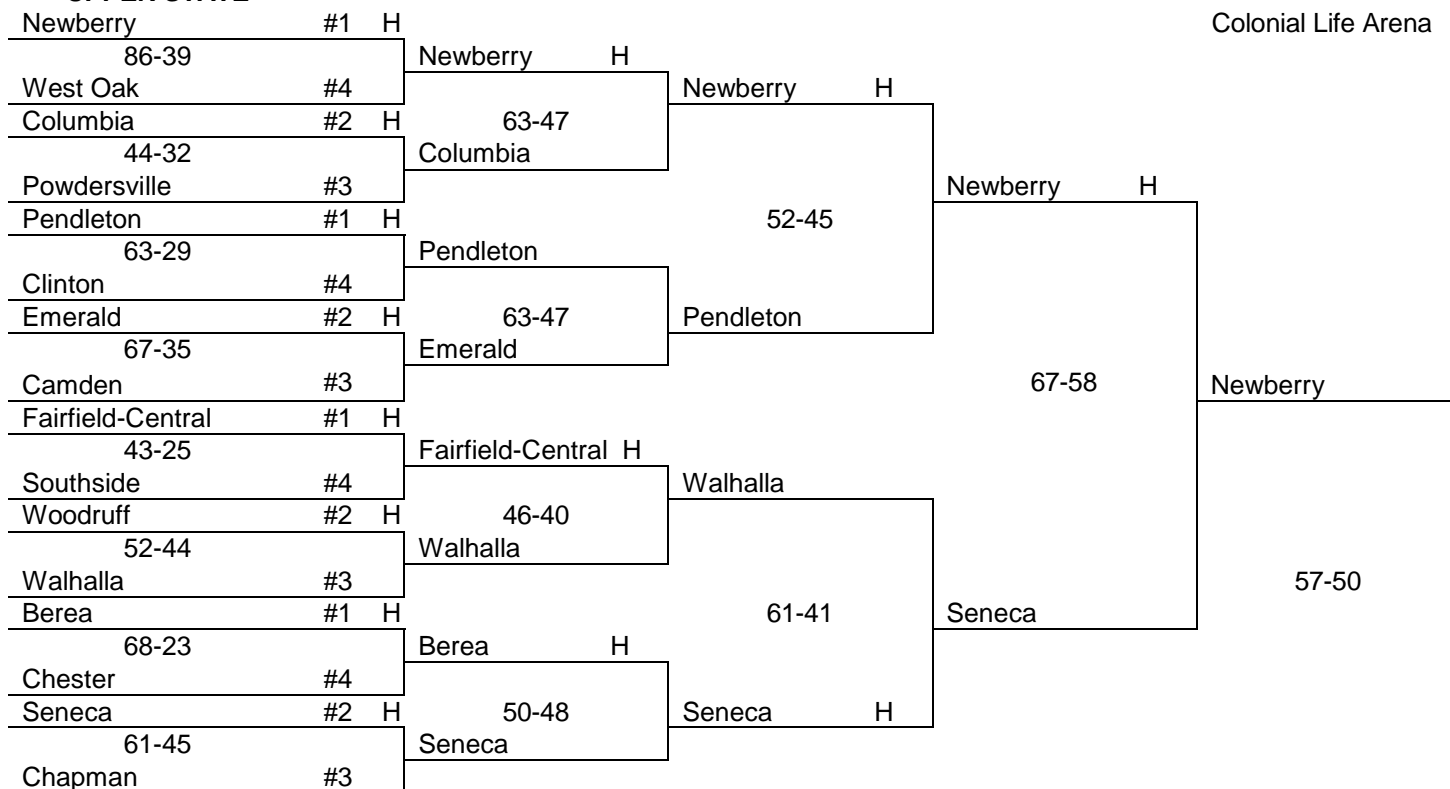 Newberry #1 H Colonial Life Arena
86-39 Newberry H
West Oak #4 Newberry H
Columbia #2 H 63-47
44-32 Columbia
Powdersville #3 Newberry H
Pendleton #1 H 52-45
63-29 Pendleton
Clinton #4
Emerald #2 H 63-47 Pendleton
67-35 Emerald
Camden #3 67-58 Newberry
Fairfield-Central #1 H
43-25 Fairfield-Central H
Southside #4 Walhalla
Woodruff #2 H 46-40
52-44 Walhalla
Walhalla #3 57-50
Berea #1 H 61-41 Seneca
68-23 Berea H
Chester #4
Seneca #2 H 50-48 Seneca H
61-45 Seneca
Chapman #3